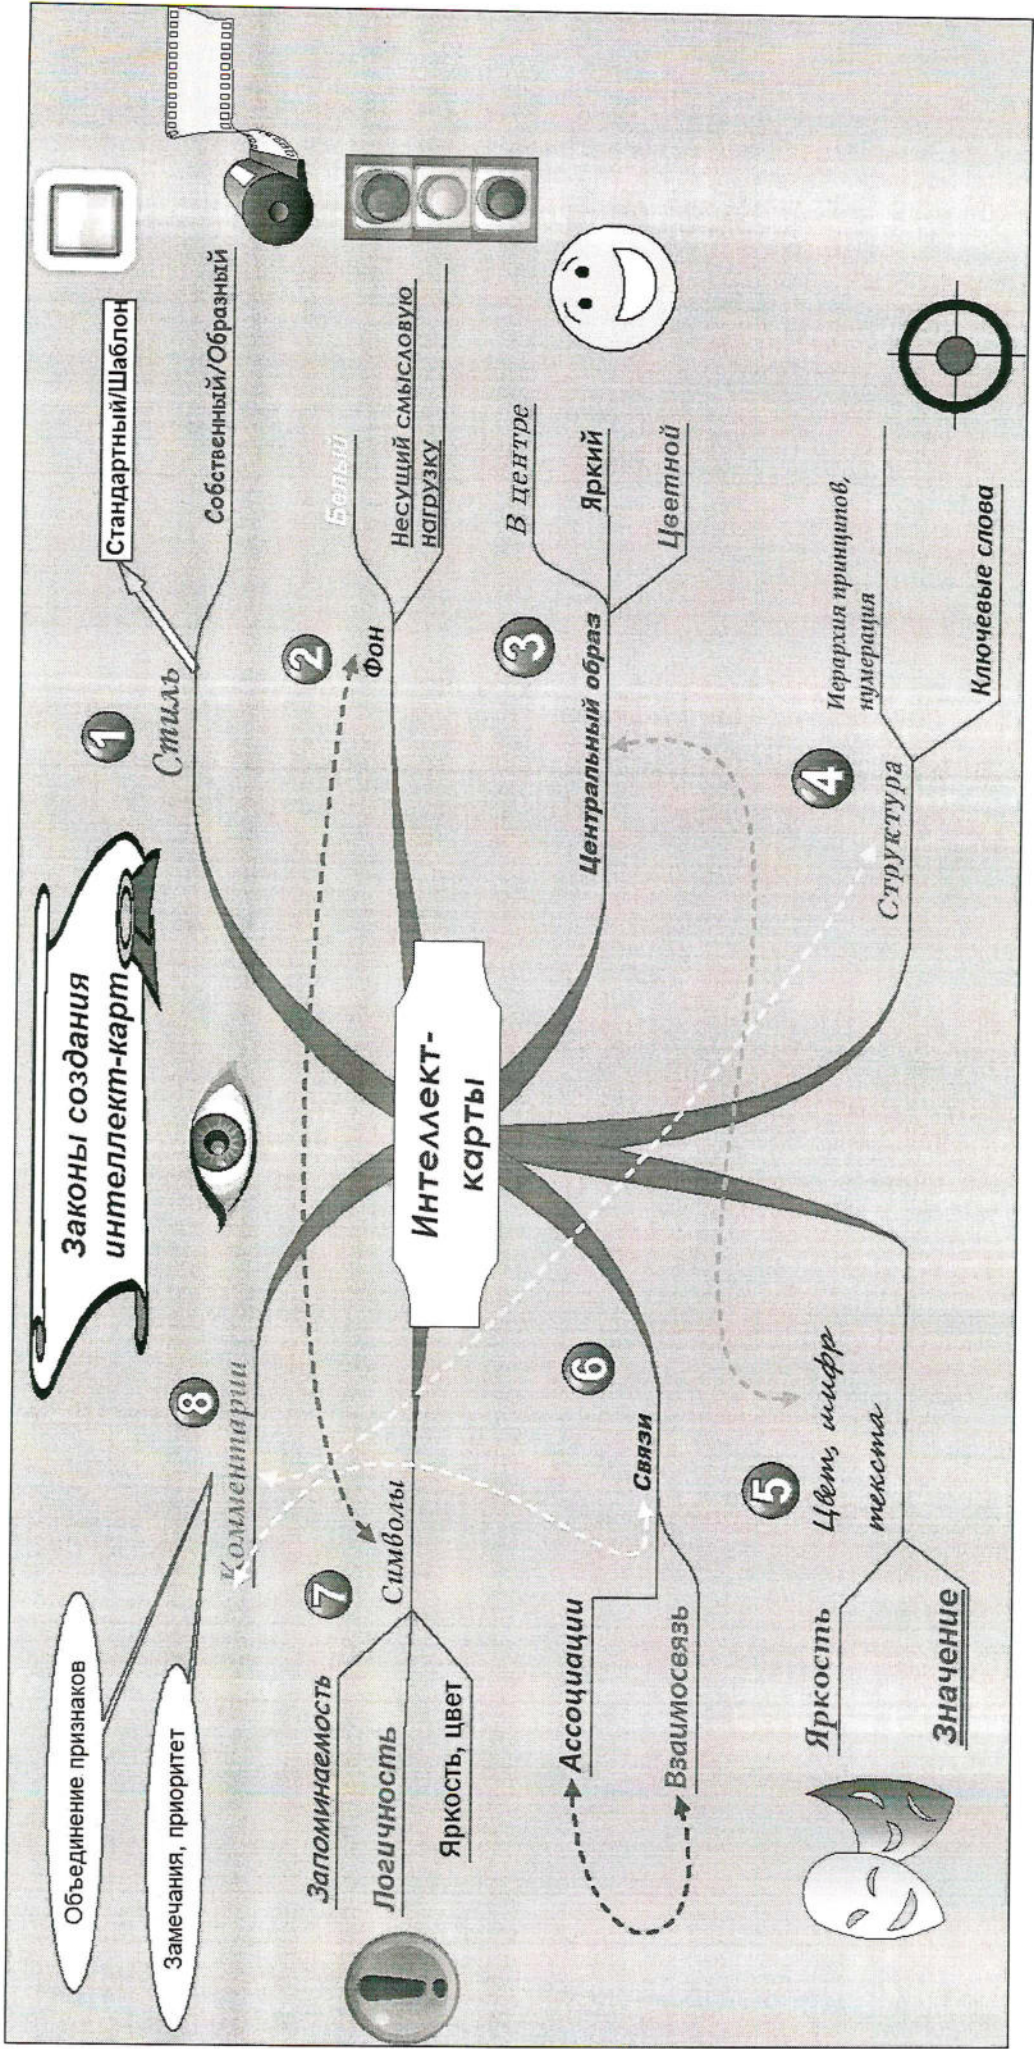 Законы создания
интеллект-карт
Интеллект-
карты
1
Стиль
Стандартный/Шаблон
Собственный/Образный
2
Фон
Белый
Несущий смысловую
нагрузку
3
Центральный образ
В центре
Яркий
Цветной
4
Структура
Иерархия принципов,
нумерация
Ключевые слова
5
Цвет, шифр
текста
Яркость
Значение
6
Связи
Ассоциации
Взаимосвязь
7
Символы
Запоминаемость
Логичность
Яркость, цвет
8
Комментарии
Объединение признаков
Замечания, приоритет